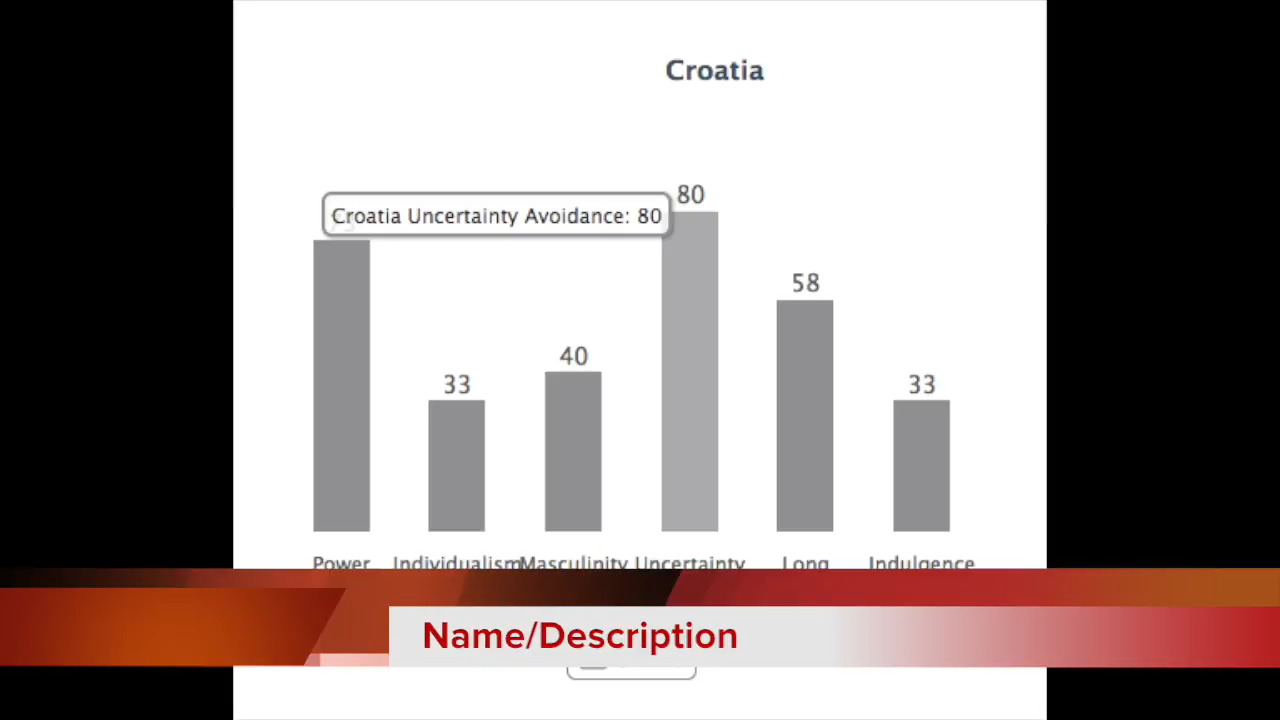 Croatia
80
Croatia Uncertainty Avoidance: 80
58
40
33
33
Power Individualism Masculinity Uncertainty Long Indulgence
Name/Description